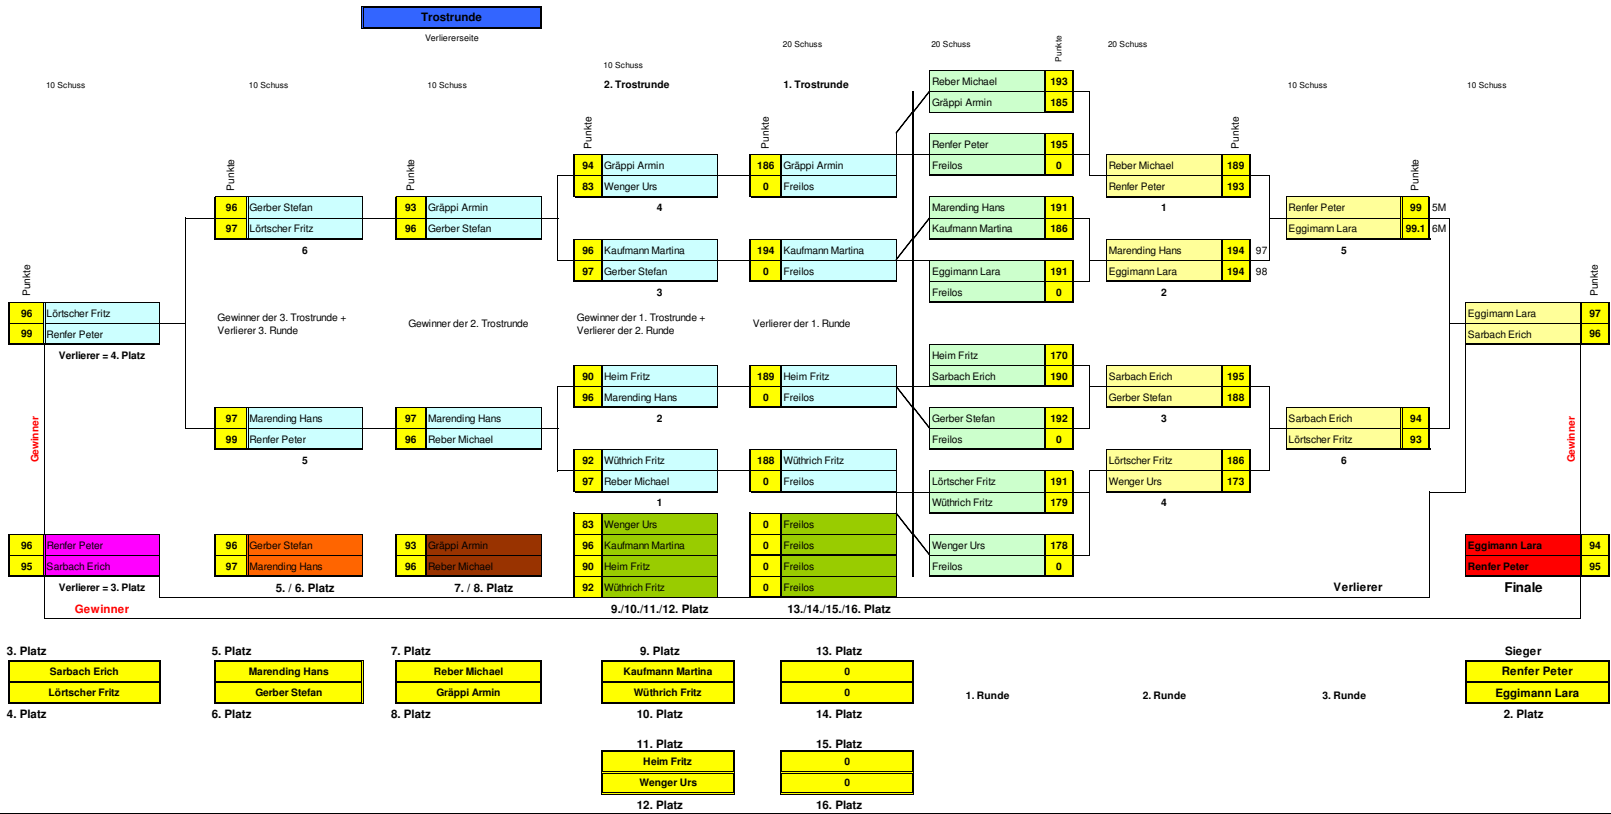 Trostrunde
Verliererseite
20 Schuss
20 Schuss
Punkte
20 Schuss
10 Schuss
10 Schuss
10 Schuss
10 Schuss
2. Trostrunde
1. Trostrunde
10 Schuss
10 Schuss
Reber Michael 193
Gräppi Armin 185
Punkte
Punkte
Punkte
Punkte
Punkte
Punkte
Renfer Peter 195
Freilos 0
94 Gräppi Armin
83 Wenger Urs
4
186 Gräppi Armin
0 Freilos
Reber Michael 189
Renfer Peter 193
1
96 Gerber Stefan
97 Lörtscher Fritz
6
93 Gräppi Armin
96 Gerber Stefan
Marending Hans 191
Kaufmann Martina 186
Renfer Peter 99 5M
Eggimann Lara 99.1 6M
5
96 Kaufmann Martina
97 Gerber Stefan
3
194 Kaufmann Martina
0 Freilos
Eggimann Lara 191
Freilos 0
Marending Hans 194 97
Eggimann Lara 194 98
2
Punkte
Punkte
96 Lörtscher Fritz
99 Renfer Peter
Verlierer = 4. Platz
Gewinner der 3. Trostrunde +
Verlierer 3. Runde
Gewinner der 2. Trostrunde
Gewinner der 1. Trostrunde +
Verlierer der 2. Runde
Verlierer der 1. Runde
Eggimann Lara 97
Sarbach Erich 96
Heim Fritz 170
Sarbach Erich 190
90 Heim Fritz
96 Marending Hans
2
189 Heim Fritz
0 Freilos
Sarbach Erich 195
Gerber Stefan 188
3
Gewinner
97 Marending Hans
99 Renfer Peter
5
97 Marending Hans
96 Reber Michael
Gerber Stefan 192
Freilos 0
Sarbach Erich 94
Lörtscher Fritz 93
6
Gewinner
92 Wüthrich Fritz
97 Reber Michael
1
188 Wüthrich Fritz
0 Freilos
Lörtscher Fritz 191
Wüthrich Fritz 179
Lörtscher Fritz 186
Wenger Urs 173
4
83 Wenger Urs
96 Kaufmann Martina
90 Heim Fritz
92 Wüthrich Fritz
0 Freilos
0 Freilos
0 Freilos
0 Freilos
Wenger Urs 178
Freilos 0
96 Renfer Peter
95 Sarbach Erich
Verlierer = 3. Platz
96 Gerber Stefan
97 Marending Hans
5. / 6. Platz
93 Gräppi Armin
96 Reber Michael
7. / 8. Platz
Eggimann Lara 94
Renfer Peter 95
Verlierer
Finale
Gewinner
9./10./11./12. Platz
13./14./15./16. Platz
3. Platz
Sarbach Erich
Lörtscher Fritz
4. Platz
5. Platz
Marending Hans
Gerber Stefan
6. Platz
7. Platz
Reber Michael
Gräppi Armin
8. Platz
9. Platz
Kaufmann Martina
Wüthrich Fritz
10. Platz
13. Platz
0
0
14. Platz
1. Runde
2. Runde
3. Runde
Sieger
Renfer Peter
Eggimann Lara
2. Platz
11. Platz
Heim Fritz
Wenger Urs
12. Platz
15. Platz
0
0
16. Platz